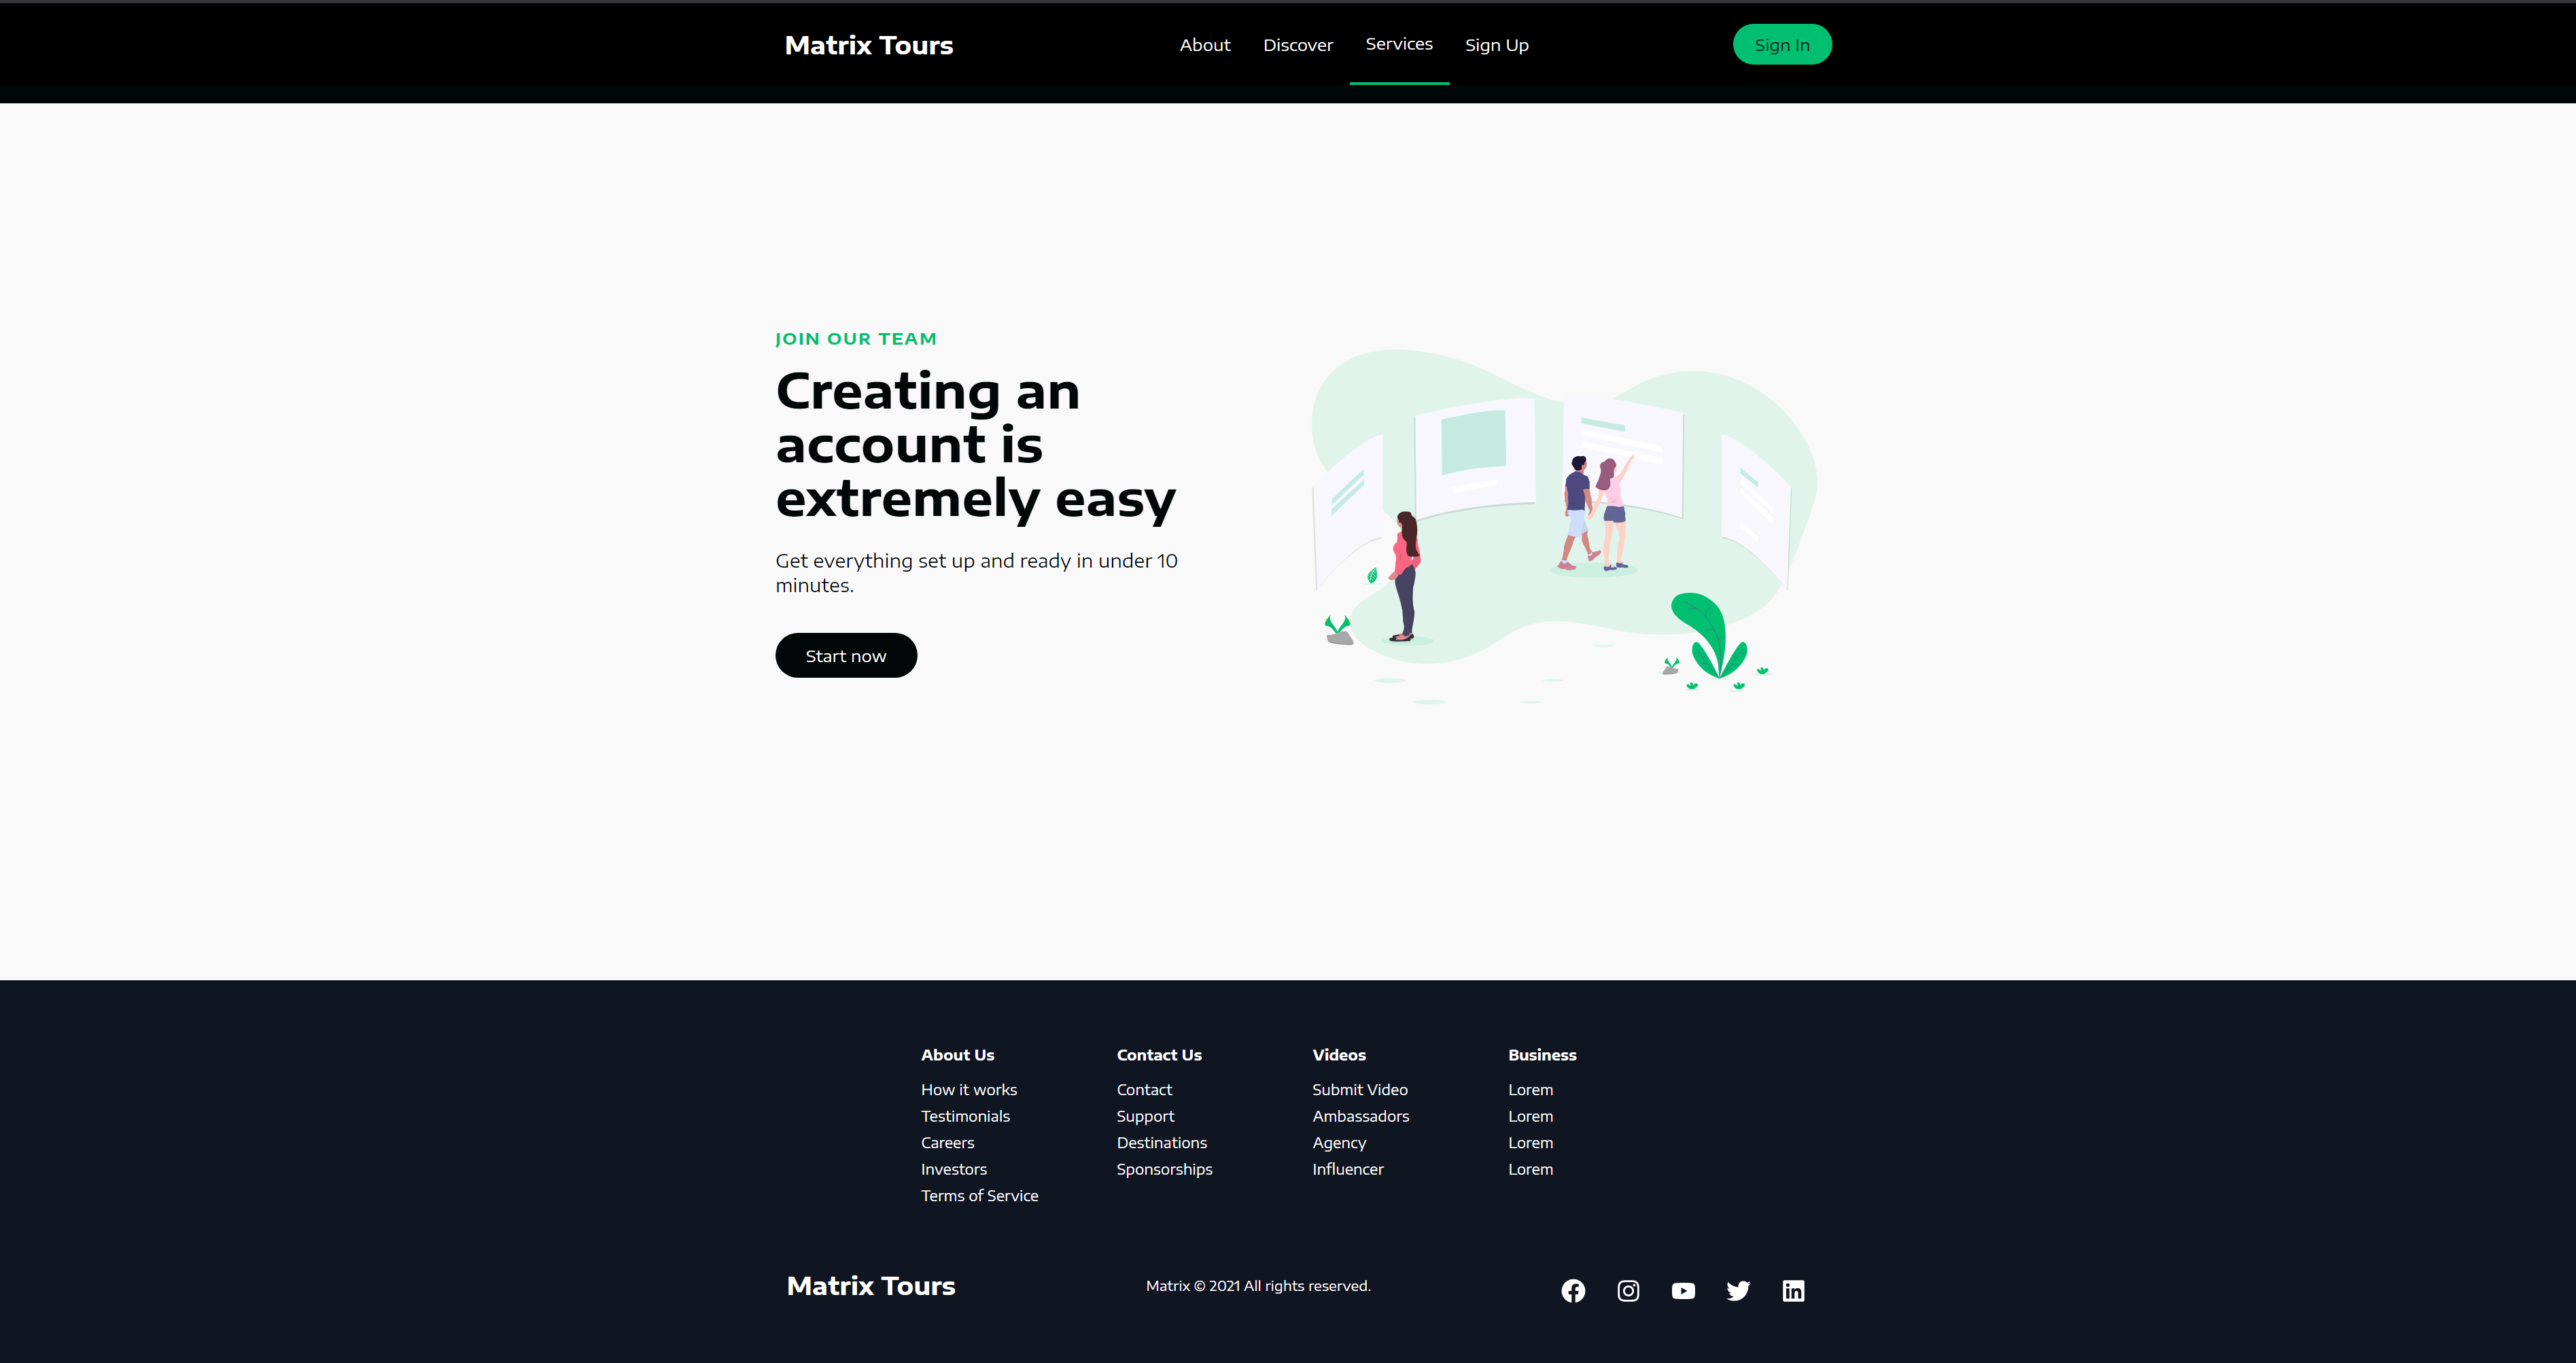 Matrix Tours
About Discover Services Sign Up
Sign In
JOIN OUR TEAM
Creating an
account is
extremely easy
Get everything set up and ready in under 10
minutes.
Start now
About Us
How it works
Testimonials
Careers
Investors
Terms of Service
Contact Us
Contact
Support
Destinations
Sponsorships
Videos
Submit Video
Ambassadors
Agency
Influencer
Business
Lorem
Lorem
Lorem
Lorem
Matrix Tours
Matrix © 2021 All rights reserved.